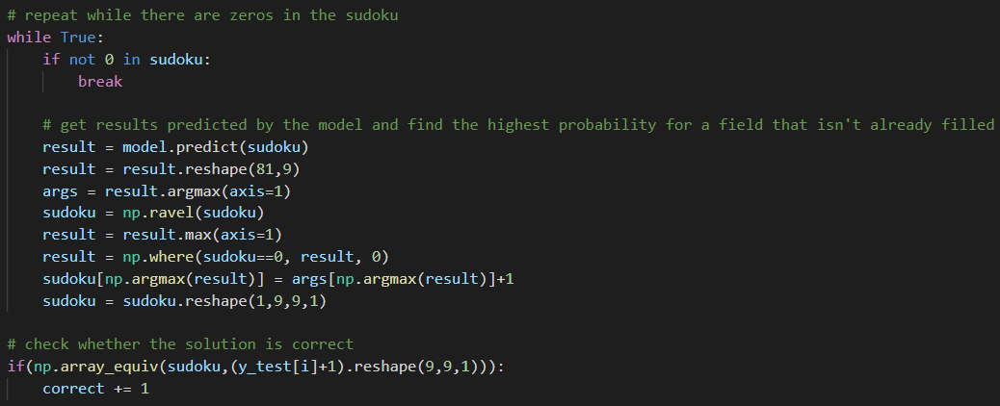 # repeat while there are zeros in the sudoku
while True:
    if not 0 in sudoku:
        break

    # get results predicted by the model and find the highest probability for a field that isn't already filled
    result = model.predict(sudoku)
    result = result.reshape(81,9)
    args = result.argmax(axis=1)
    sudoku = np.ravel(sudoku)
    result = result.max(axis=1)
    result = np.where(sudoku==0, result, 0)
    sudoku[np.argmax(result)] = args[np.argmax(result)]+1
    sudoku = sudoku.reshape(1,9,9,1)

# check whether the solution is correct
if(np.array_equiv(sudoku,(y_test[i]+1).reshape(9,9,1))):
    correct += 1